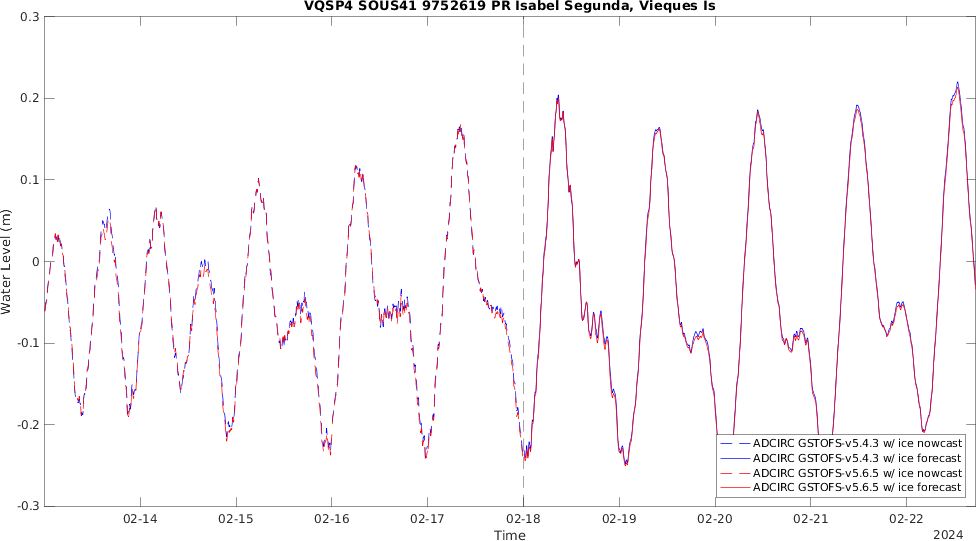 VQSP4 SOUS41 9752619 PR Isabel Segunda, Vieques Is
0.3
0.2
0.1
0
-0.1
-0.2
-0.3
Water Level (m)
02-14 02-15 02-16 02-17 02-18 02-19 02-20 02-21 02-22
Time
2024
ADCIRC GSTOFS-v5.4.3 w/ ice nowcast
ADCIRC GSTOFS-v5.4.3 w/ ice forecast
ADCIRC GSTOFS-v5.6.5 w/ ice nowcast
ADCIRC GSTOFS-v5.6.5 w/ ice forecast